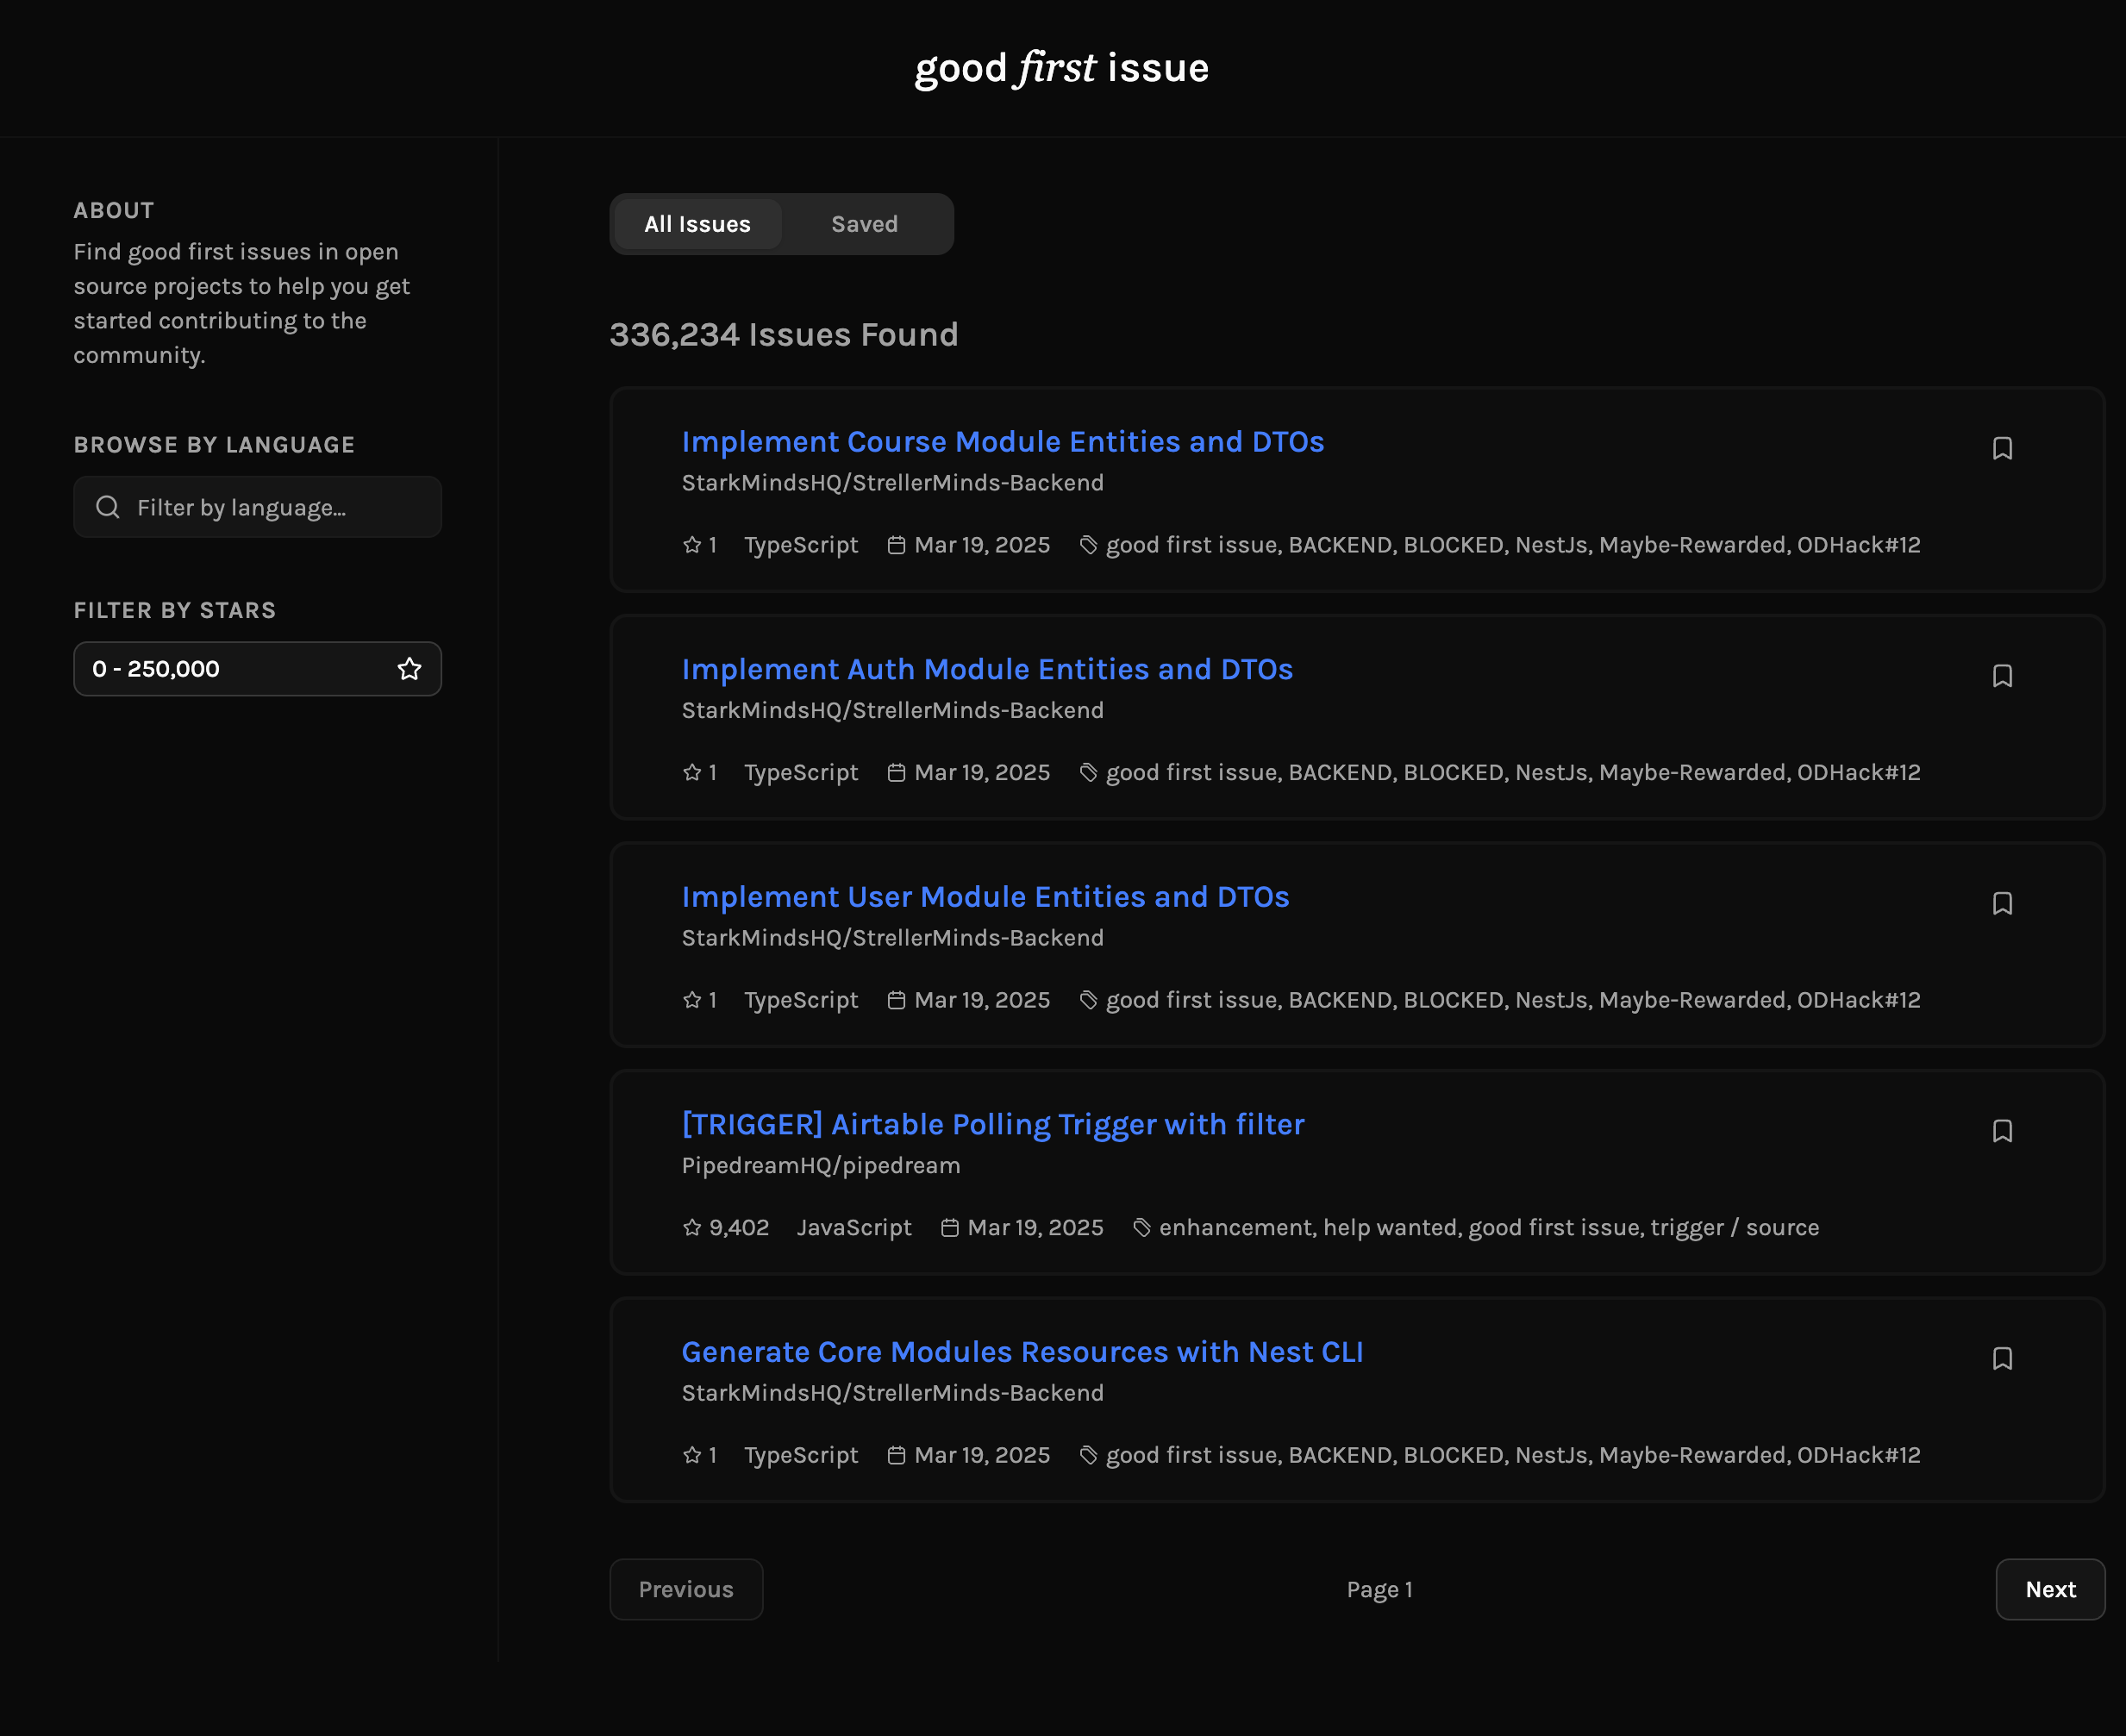 good first issue
ABOUT
Find good first issues in open
source projects to help you get
started contributing to the
community.
BROWSE BY LANGUAGE
Filter by language...
FILTER BY STARS
0 - 250,000
All Issues
Saved
336,234 Issues Found
Implement Course Module Entities and DTOs
StarkMindsHQ/StrellerMinds-Backend
1 TypeScript Mar 19, 2025 good first issue, BACKEND, BLOCKED, NestJs, Maybe-Rewarded, ODHack#12
Implement Auth Module Entities and DTOs
StarkMindsHQ/StrellerMinds-Backend
1 TypeScript Mar 19, 2025 good first issue, BACKEND, BLOCKED, NestJs, Maybe-Rewarded, ODHack#12
Implement User Module Entities and DTOs
StarkMindsHQ/StrellerMinds-Backend
1 TypeScript Mar 19, 2025 good first issue, BACKEND, BLOCKED, NestJs, Maybe-Rewarded, ODHack#12
[TRIGGER] Airtable Polling Trigger with filter
PipedreamHQ/pipedream
9,402 JavaScript Mar 19, 2025 enhancement, help wanted, good first issue, trigger / source
Generate Core Modules Resources with Nest CLI
StarkMindsHQ/StrellerMinds-Backend
1 TypeScript Mar 19, 2025 good first issue, BACKEND, BLOCKED, NestJs, Maybe-Rewarded, ODHack#12
Previous
Page 1
Next